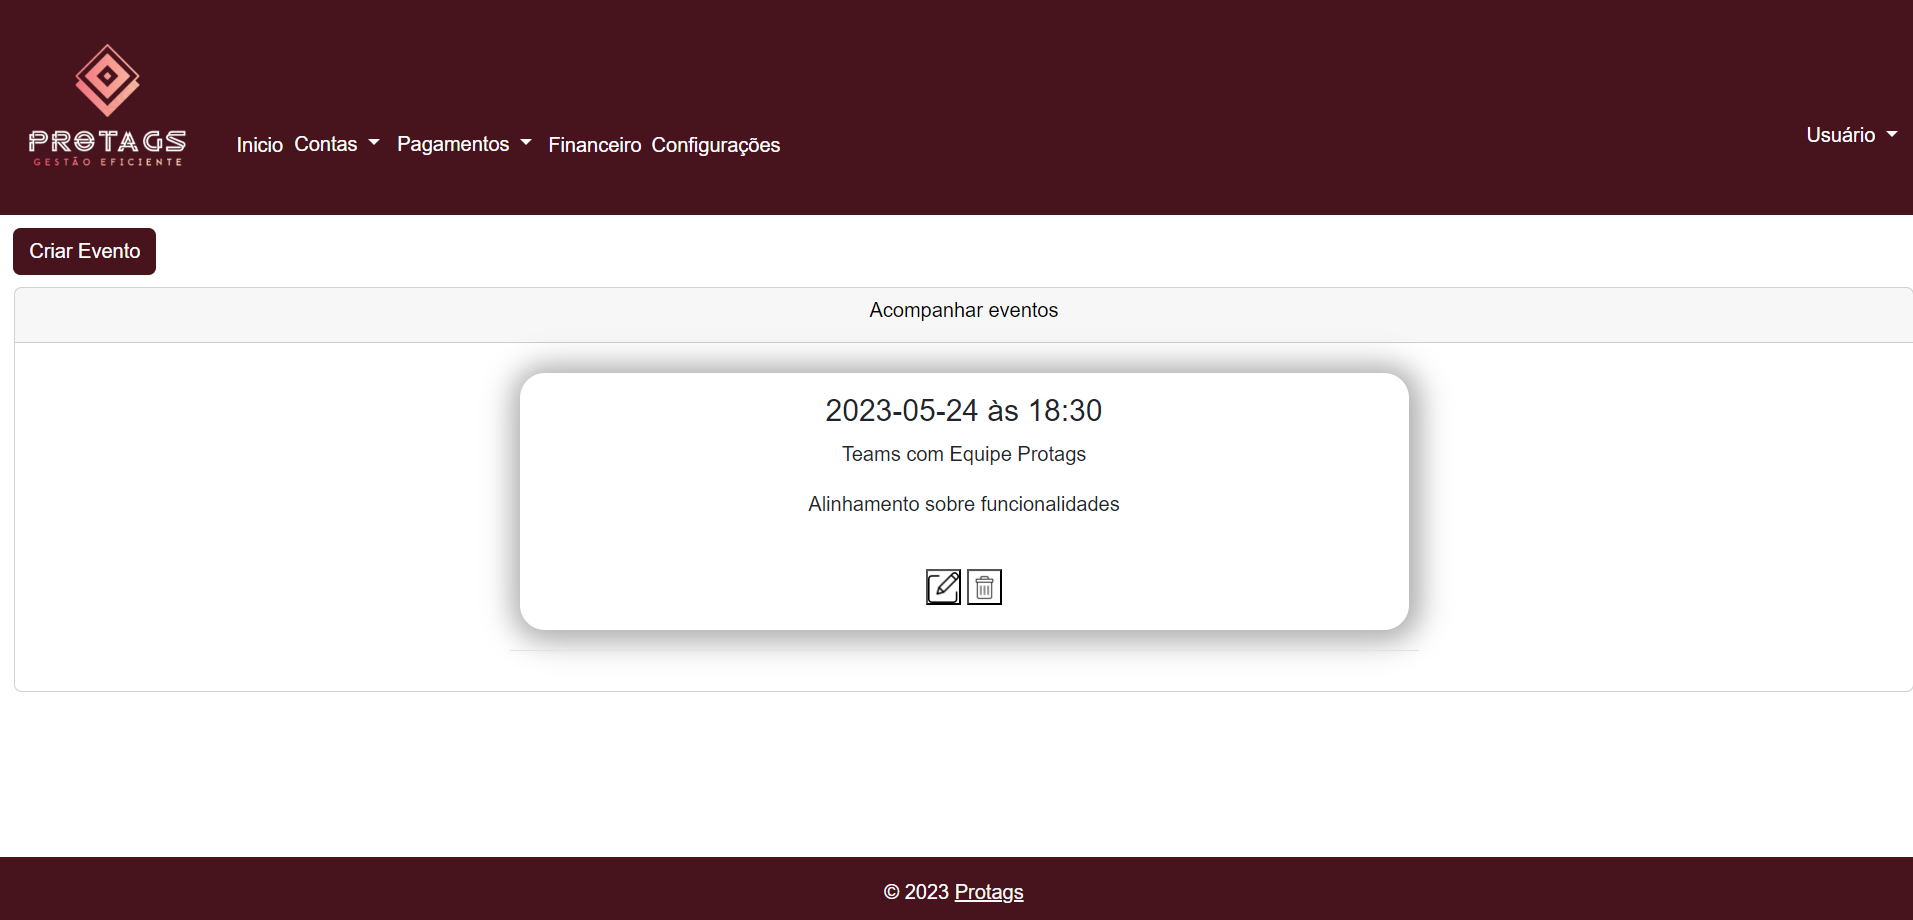 PROTAGS
GESTÃO EFICIENTE
Inicio Contas Pagamentos Financeiro Configurações
Usuário
Criar Evento
Acompanhar eventos
2023-05-24 às 18:30
Teams com Equipe Protags
Alinhamento sobre funcionalidades
© 2023 Protags